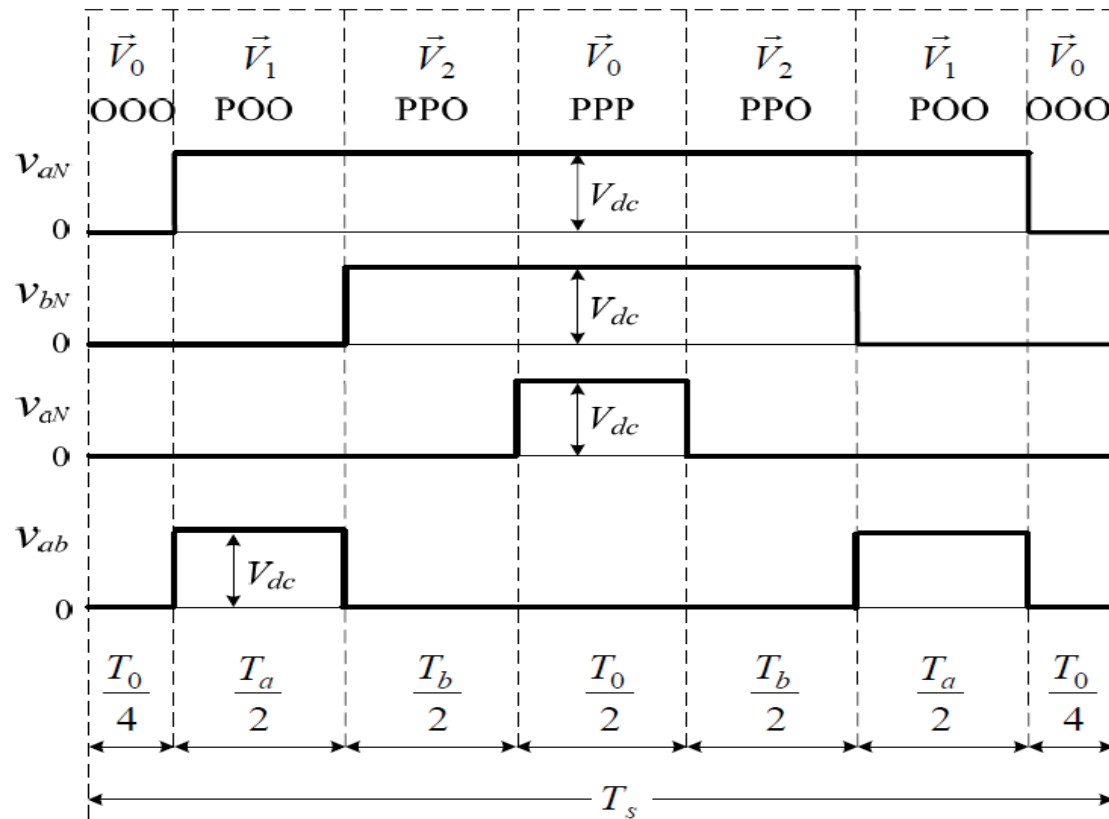 V⃗0 V⃗1 V⃗2 V⃗0 V⃗2 V⃗1 V⃗0
OOO POO PPO PPP PPO POO OOO
vaN
Vdc
0
vbN
Vdc
0
vaN
Vdc
0
vab
Vdc
0
T0/4 Ta/2 Tb/2 T0/2 Tb/2 Ta/2 T0/4
Ts